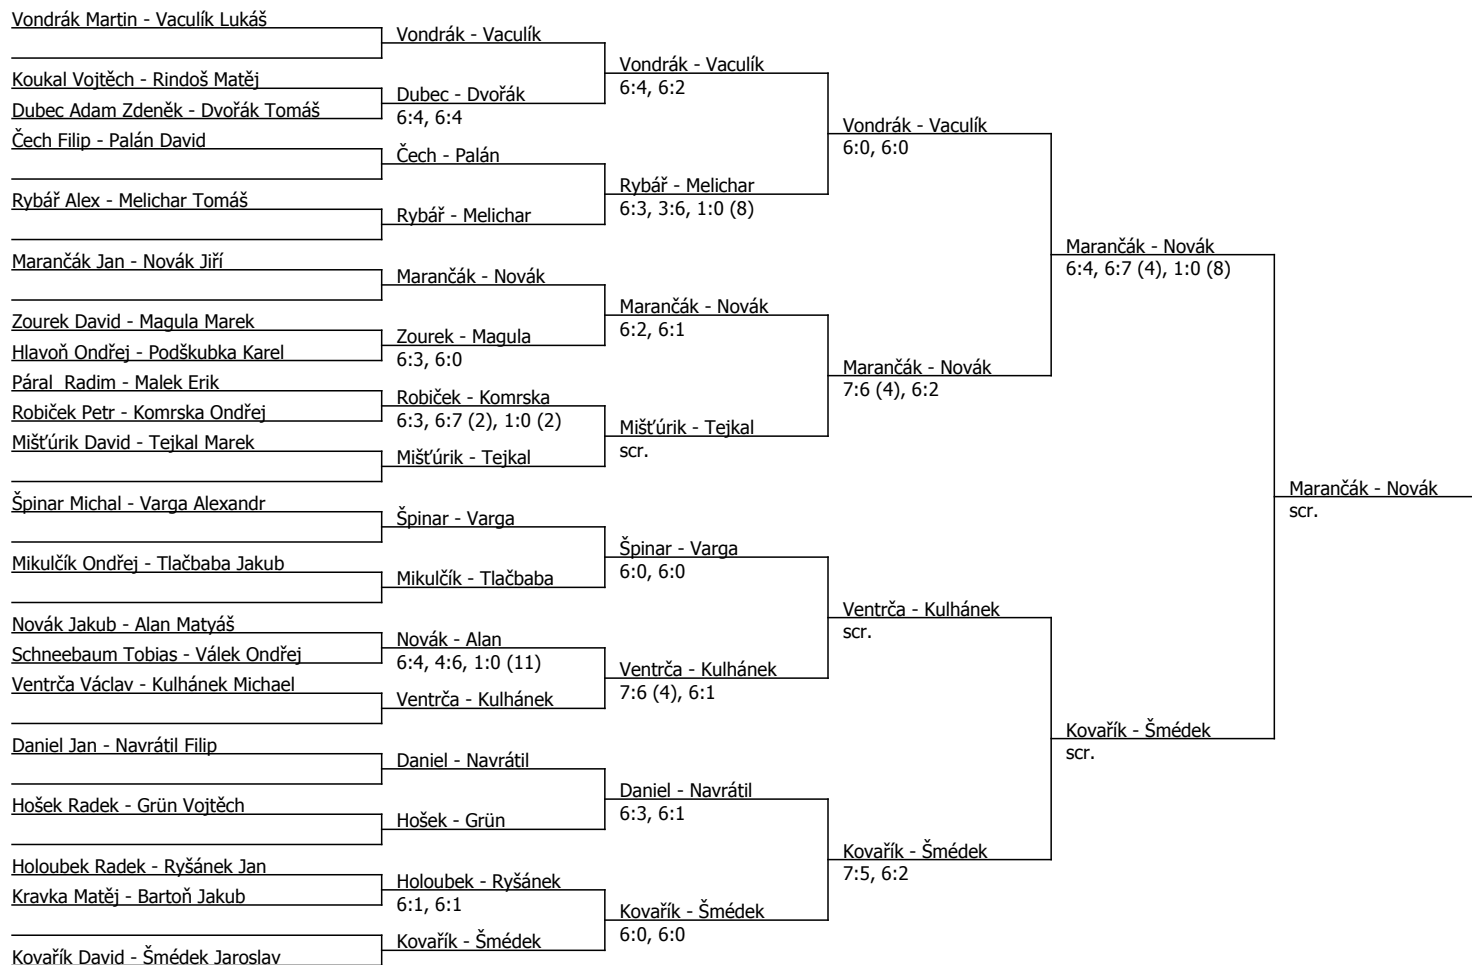 Vondrák Martin - Vaculík Lukáš
Koukal Vojtěch - Rindoš Matěj
Dubec Adam Zdeněk - Dvořák Tomáš
Čech Filip - Palán David
Rybář Alex - Melichar Tomáš
Marančák Jan - Novák Jiří
Zourek David - Magula Marek
Hlavoň Ondřej - Podškubka Karel
Páral  Radim - Malek Erik
Robiček Petr - Komrska Ondřej
Mišťúrik David - Tejkal Marek
Špinar Michal - Varga Alexandr
Mikulčík Ondřej - Tlačbaba Jakub
Novák Jakub - Alan Matyáš
Schneebaum Tobias - Válek Ondřej
Ventrča Václav - Kulhánek Michael
Daniel Jan - Navrátil Filip
Hošek Radek - Grün Vojtěch
Holoubek Radek - Ryšánek Jan
Kravka Matěj - Bartoň Jakub
Kovařík David - Šmédek Jaroslav
Vondrák - Vaculík
Dubec - Dvořák
6:4, 6:4
Čech - Palán
Rybář - Melichar
Marančák - Novák
Zourek - Magula
6:3, 6:0
Robiček - Komrska
6:3, 6:7 (2), 1:0 (2)
Mišťúrik - Tejkal
Špinar - Varga
Mikulčík - Tlačbaba
Novák - Alan
6:4, 4:6, 1:0 (11)
Ventrča - Kulhánek
Daniel - Navrátil
Hošek - Grün
Holoubek - Ryšánek
6:1, 6:1
Kovařík - Šmédek
Vondrák - Vaculík
6:4, 6:2
Rybář - Melichar
6:3, 3:6, 1:0 (8)
Marančák - Novák
6:2, 6:1
Mišťúrik - Tejkal
scr.
Špinar - Varga
6:0, 6:0
Ventrča - Kulhánek
7:6 (4), 6:1
Daniel - Navrátil
6:3, 6:1
Kovařík - Šmédek
6:0, 6:0
Vondrák - Vaculík
6:0, 6:0
Marančák - Novák
7:6 (4), 6:2
Ventrča - Kulhánek
scr.
Kovařík - Šmédek
7:5, 6:2
Marančák - Novák
6:4, 6:7 (4), 1:0 (8)
Kovařík - Šmédek
scr.
Marančák - Novák
scr.